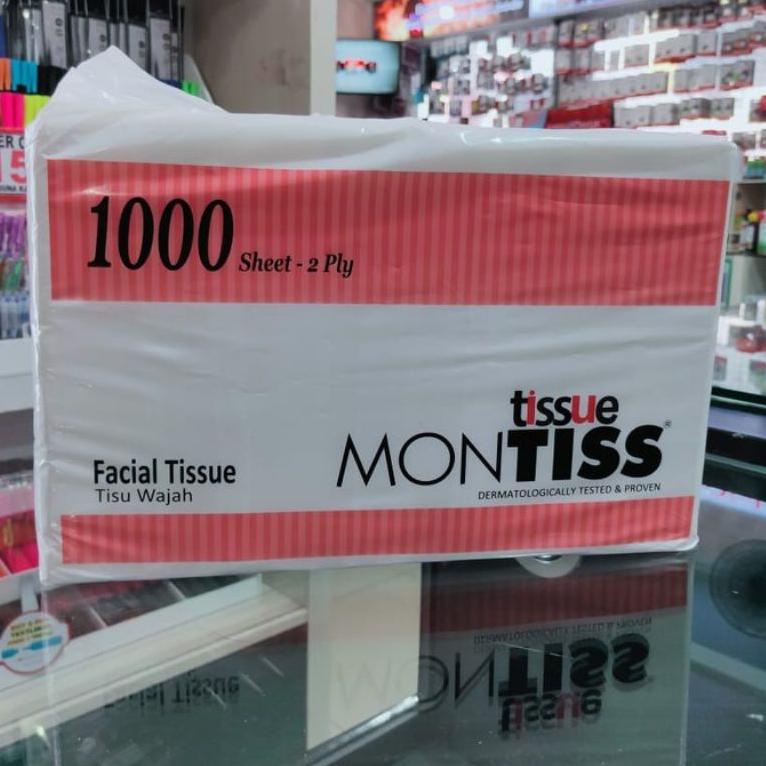 1000 Sheet - 2 Ply
tissue
MONTISS®
DERMATOLOGICALLY TESTED & PROVEN
Facial Tissue
Tisu Wajah